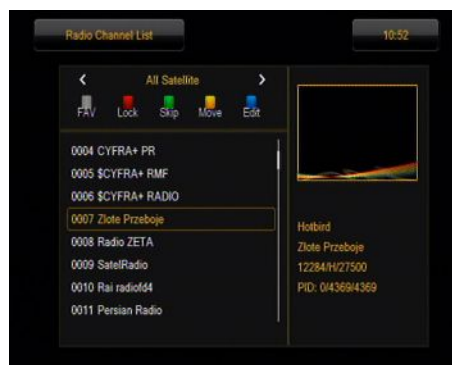 Radio Channel List
10:52
All Satellite
FAV Lock Skip Move Edit
0004 CYFRA+ PR
0005 $CYFRA+ RMF
0006 $CYFRA+ RADIO
0007 Zlote Przeboje
0008 Radio ZETA
0009 SatelRadio
0010 Rai radiofd4
0011 Persian Radio
Hotbird
Zlote Przeboje
12284/H/27500
PID: 0/4369/4369